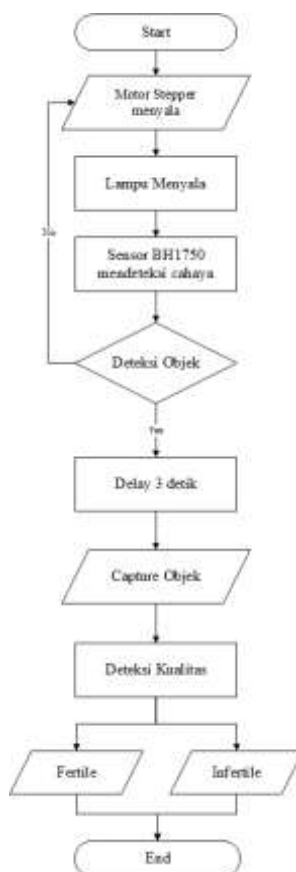 Start
Motor Stepper
menyala
Lampu Menyala
Sensor BH1750
mendeteksi cahaya
No
Deteksi Objek
Yes
Delay 3 detik
Capture Objek
Deteksi Kualitas
Fertile
Infertile
End